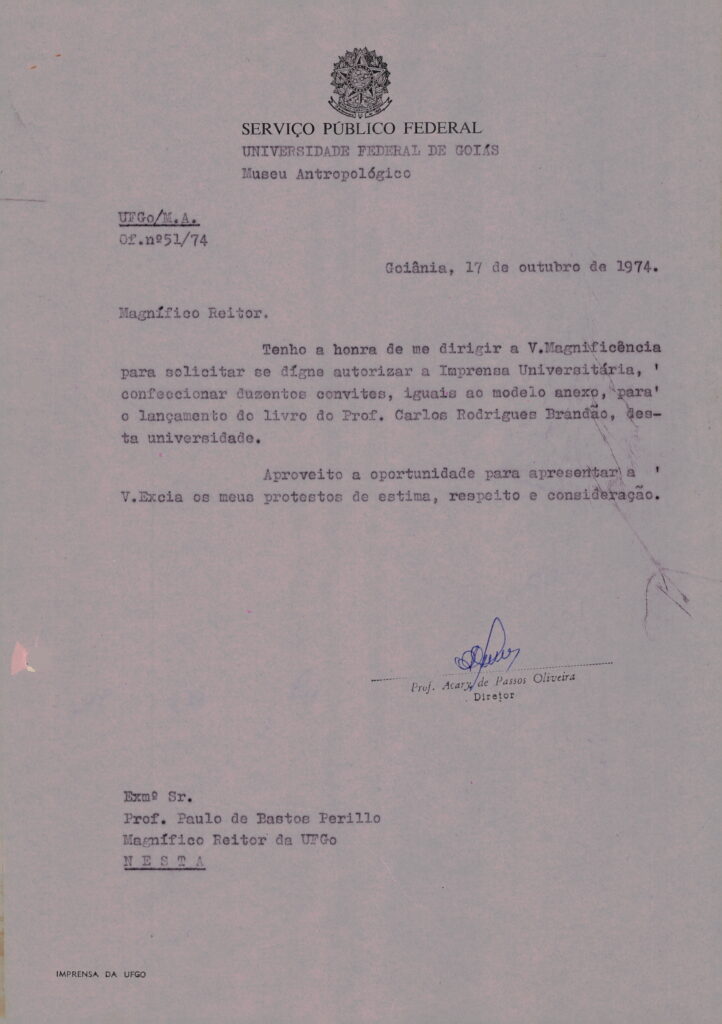 SERVIÇO PÚBLICO FEDERAL
UNIVERSIDADE FEDERAL DE GOIÁS
Museu Antropológico
UFGo/M.A.
Of.nº51/74
Goiânia, 17 de outubro de 1974.
Magnífico Reitor.
Tenho a honra de me dirigir a V.Magnificência
para solicitar se dígne autorizar a Imprensa Universitária, '
confeccionar duzentos convites, iguais ao modelo anexo, para'
o lançamento do livro do Prof. Carlos Rodrigues Brandão, des-
ta universidade.
Aproveito a oportunidade para apresentar a '
V.Excia os meus protestos de estima, respeito e consideração.
Prof. Acary de Passos Oliveira
Diretor
Exmº Sr.
Prof. Paulo de Bastos Perillo
Magnífico Reitor da UFGo
N E S T A
IMPRENSA DA UFGO